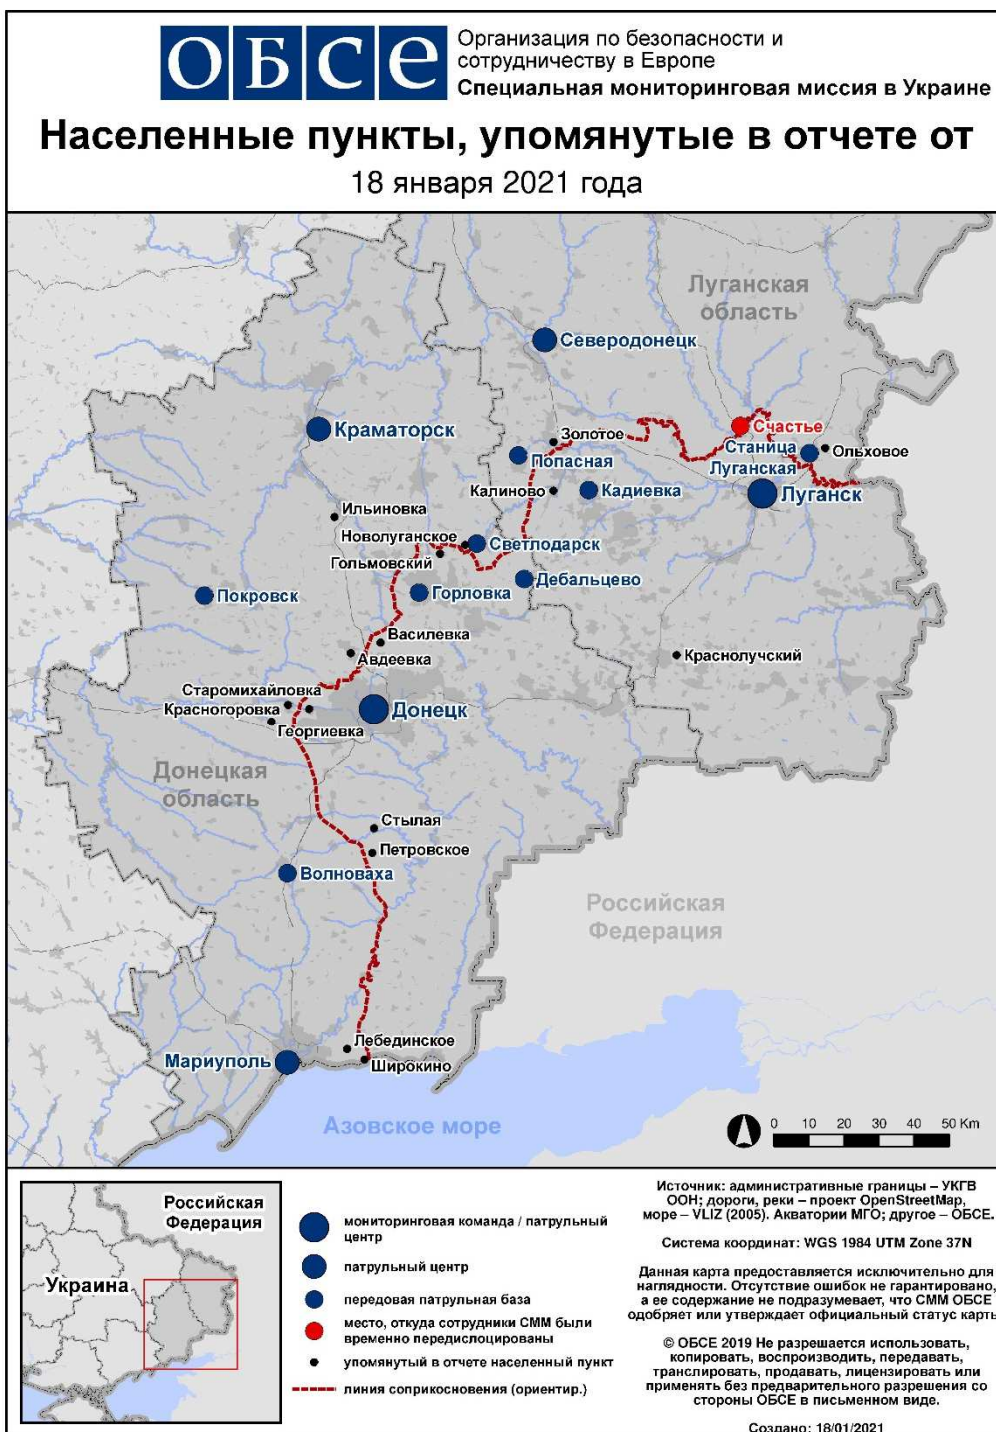 ОБСЕ
Организация по безопасности и
сотрудничеству в Европе
Специальная мониторинговая миссия в Украине
Населенные пункты, упомянутые в отчете от
18 января 2021 года
Луганская
область
Северодонецк
Краматорск
Золотое
Счастье
Станица
Луганская
Ольховое
Попасная
Калиново
Кадиевка
Луганск
Ильиновка
Новолуганское
Светлодарск
Гольмовский
Дебальцево
Покровск
Горловка
Василевка
Авдеевка
Краснолучский
Старомихайловка
Красногоровка
Донецк
Георгиевка
Донецкая
область
Стылая
Петровское
Волноваха
Российская
Федерация
Лебединское
Мариуполь
Широкино
Азовское море
0 10 20 30 40 50 Km
Российская
Федерация
Украина
мониторинговая команда / патрульный
центр
патрульный центр
передовая патрульная база
место, откуда сотрудники СММ были
временно передислоцированы
упомянутый в отчете населенный пункт
линия соприкосновения (ориентир.)
Источник: административные границы – УКГВ
ООН; дороги, реки – проект OpenStreetMap,
море – VLIZ (2005). Акватории МГО; другое – ОБСЕ.
Система координат: WGS 1984 UTM Zone 37N
Данная карта предоставляется исключительно для
наглядности. Отсутствие ошибок не гарантировано,
а ее содержание не подразумевает, что СММ ОБСЕ
одобряет или утверждает официальный статус карты.
© ОБСЕ 2019 Не разрешается использовать,
копировать, воспроизводить, передавать,
транслировать, продавать, лицензировать или
применять без предварительного разрешения со
стороны ОБСЕ в письменном виде.
Создано: 18/01/2021